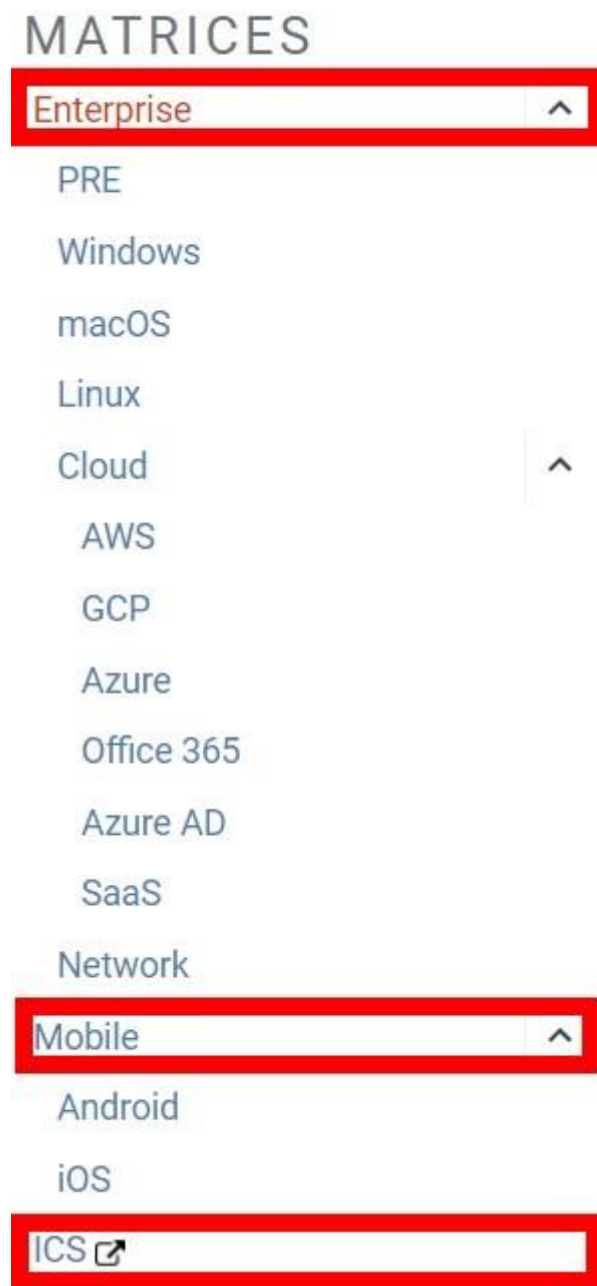 MATRICES
Enterprise
PRE
Windows
macOS
Linux
Cloud
AWS
GCP
Azure
Office 365
Azure AD
SaaS
Network
Mobile
Android
iOS
ICS